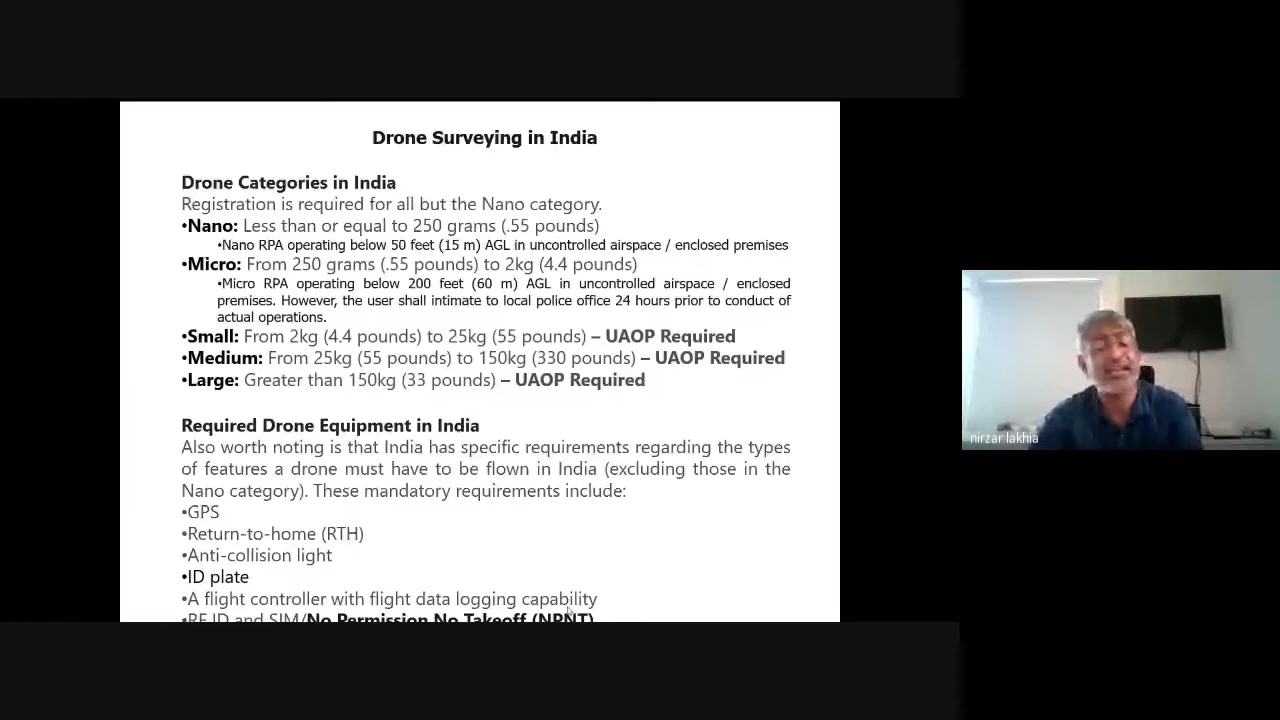 Drone Surveying in India
Drone Categories in India
Registration is required for all but the Nano category.
•Nano: Less than or equal to 250 grams (.55 pounds)
•Nano RPA operating below 50 feet (15 m) AGL in uncontrolled airspace / enclosed premises
•Micro: From 250 grams (.55 pounds) to 2kg (4.4 pounds)
•Micro RPA operating below 200 feet (60 m) AGL in uncontrolled airspace / enclosed
premises. However, the user shall intimate to local police office 24 hours prior to conduct of
actual operations.
•Small: From 2kg (4.4 pounds) to 25kg (55 pounds) – UAOP Required
•Medium: From 25kg (55 pounds) to 150kg (330 pounds) – UAOP Required
•Large: Greater than 150kg (33 pounds) – UAOP Required
Required Drone Equipment in India
Also worth noting is that India has specific requirements regarding the types
of features a drone must have to be flown in India (excluding those in the
Nano category). These mandatory requirements include:
•GPS
•Return-to-home (RTH)
•Anti-collision light
•ID plate
•A flight controller with flight data logging capability
•RF ID and SIM/No Permission No Takeoff (NPNT)
nirzar lakhia